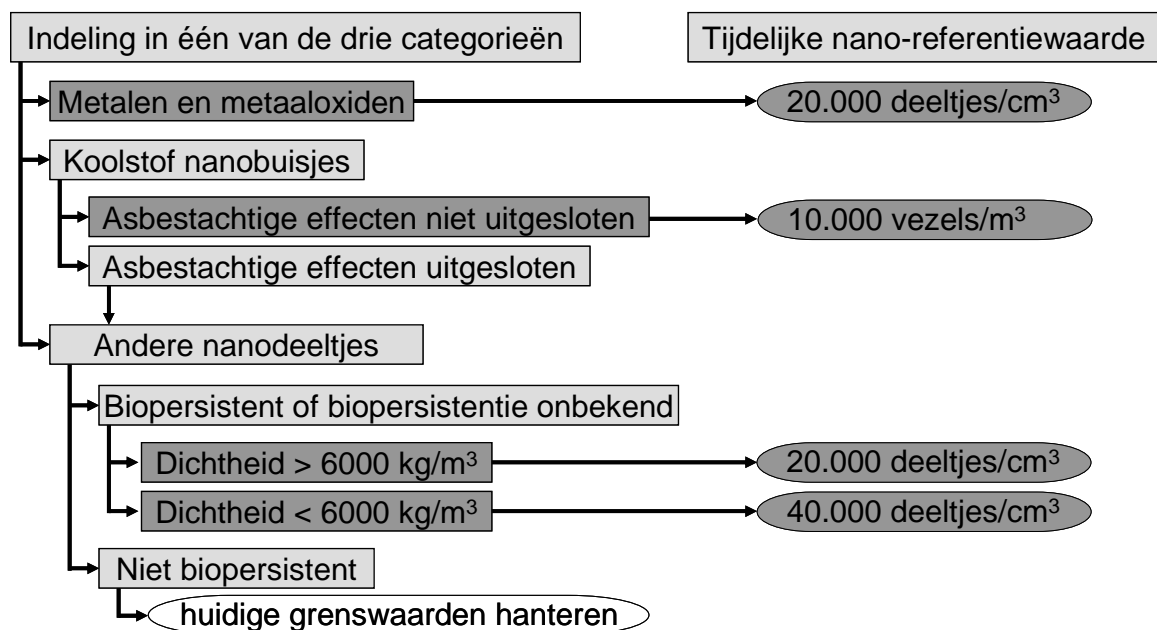 Indeling in één van de drie categorieën
Tijdelijke nano-referentiewaarde
Metalen en metaaloxiden
20.000 deeltjes/cm³
Koolstof nanobuisjes
Asbestachtige effecten niet uitgesloten
10.000 vezels/m³
Asbestachtige effecten uitgesloten
Andere nanodeeltjes
Biopersistent of biopersistentie onbekend
Dichtheid > 6000 kg/m³
20.000 deeltjes/cm³
Dichtheid < 6000 kg/m³
40.000 deeltjes/cm³
Niet biopersistent
huidige grenswaarden hanteren